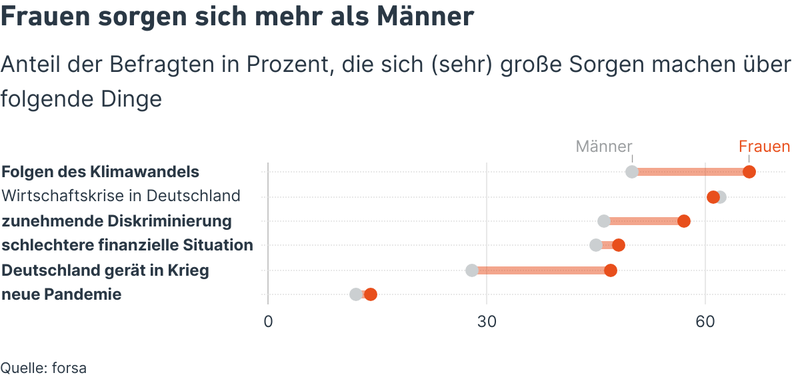 Frauen sorgen sich mehr als Männer
Anteil der Befragten in Prozent, die sich (sehr) große Sorgen machen über
folgende Dinge
Männer Frauen
Folgen des Klimawandels
Wirtschaftskrise in Deutschland
zunehmende Diskriminierung
schlechtere finanzielle Situation
Deutschland gerät in Krieg
neue Pandemie
0 30 60
Quelle: forsa